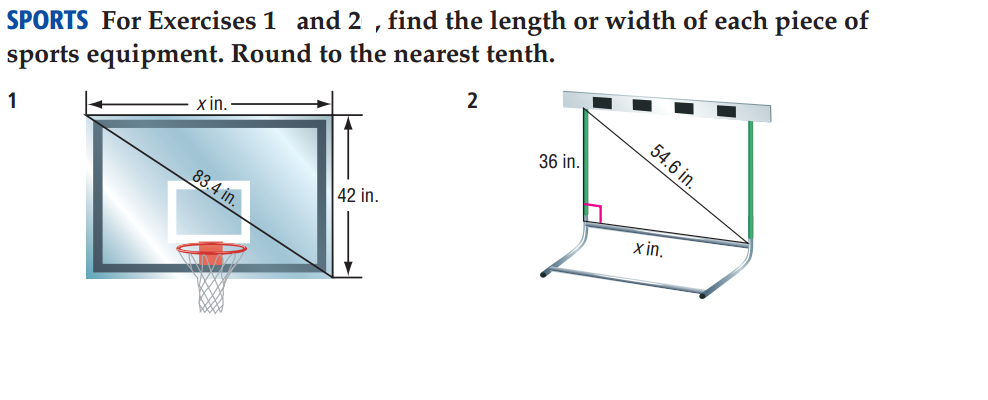 SPORTS For Exercises 1 and 2 , find the length or width of each piece of
sports equipment. Round to the nearest tenth.
1
x in.
83.4 in.
42 in.
2
36 in.
54.6 in.
x in.